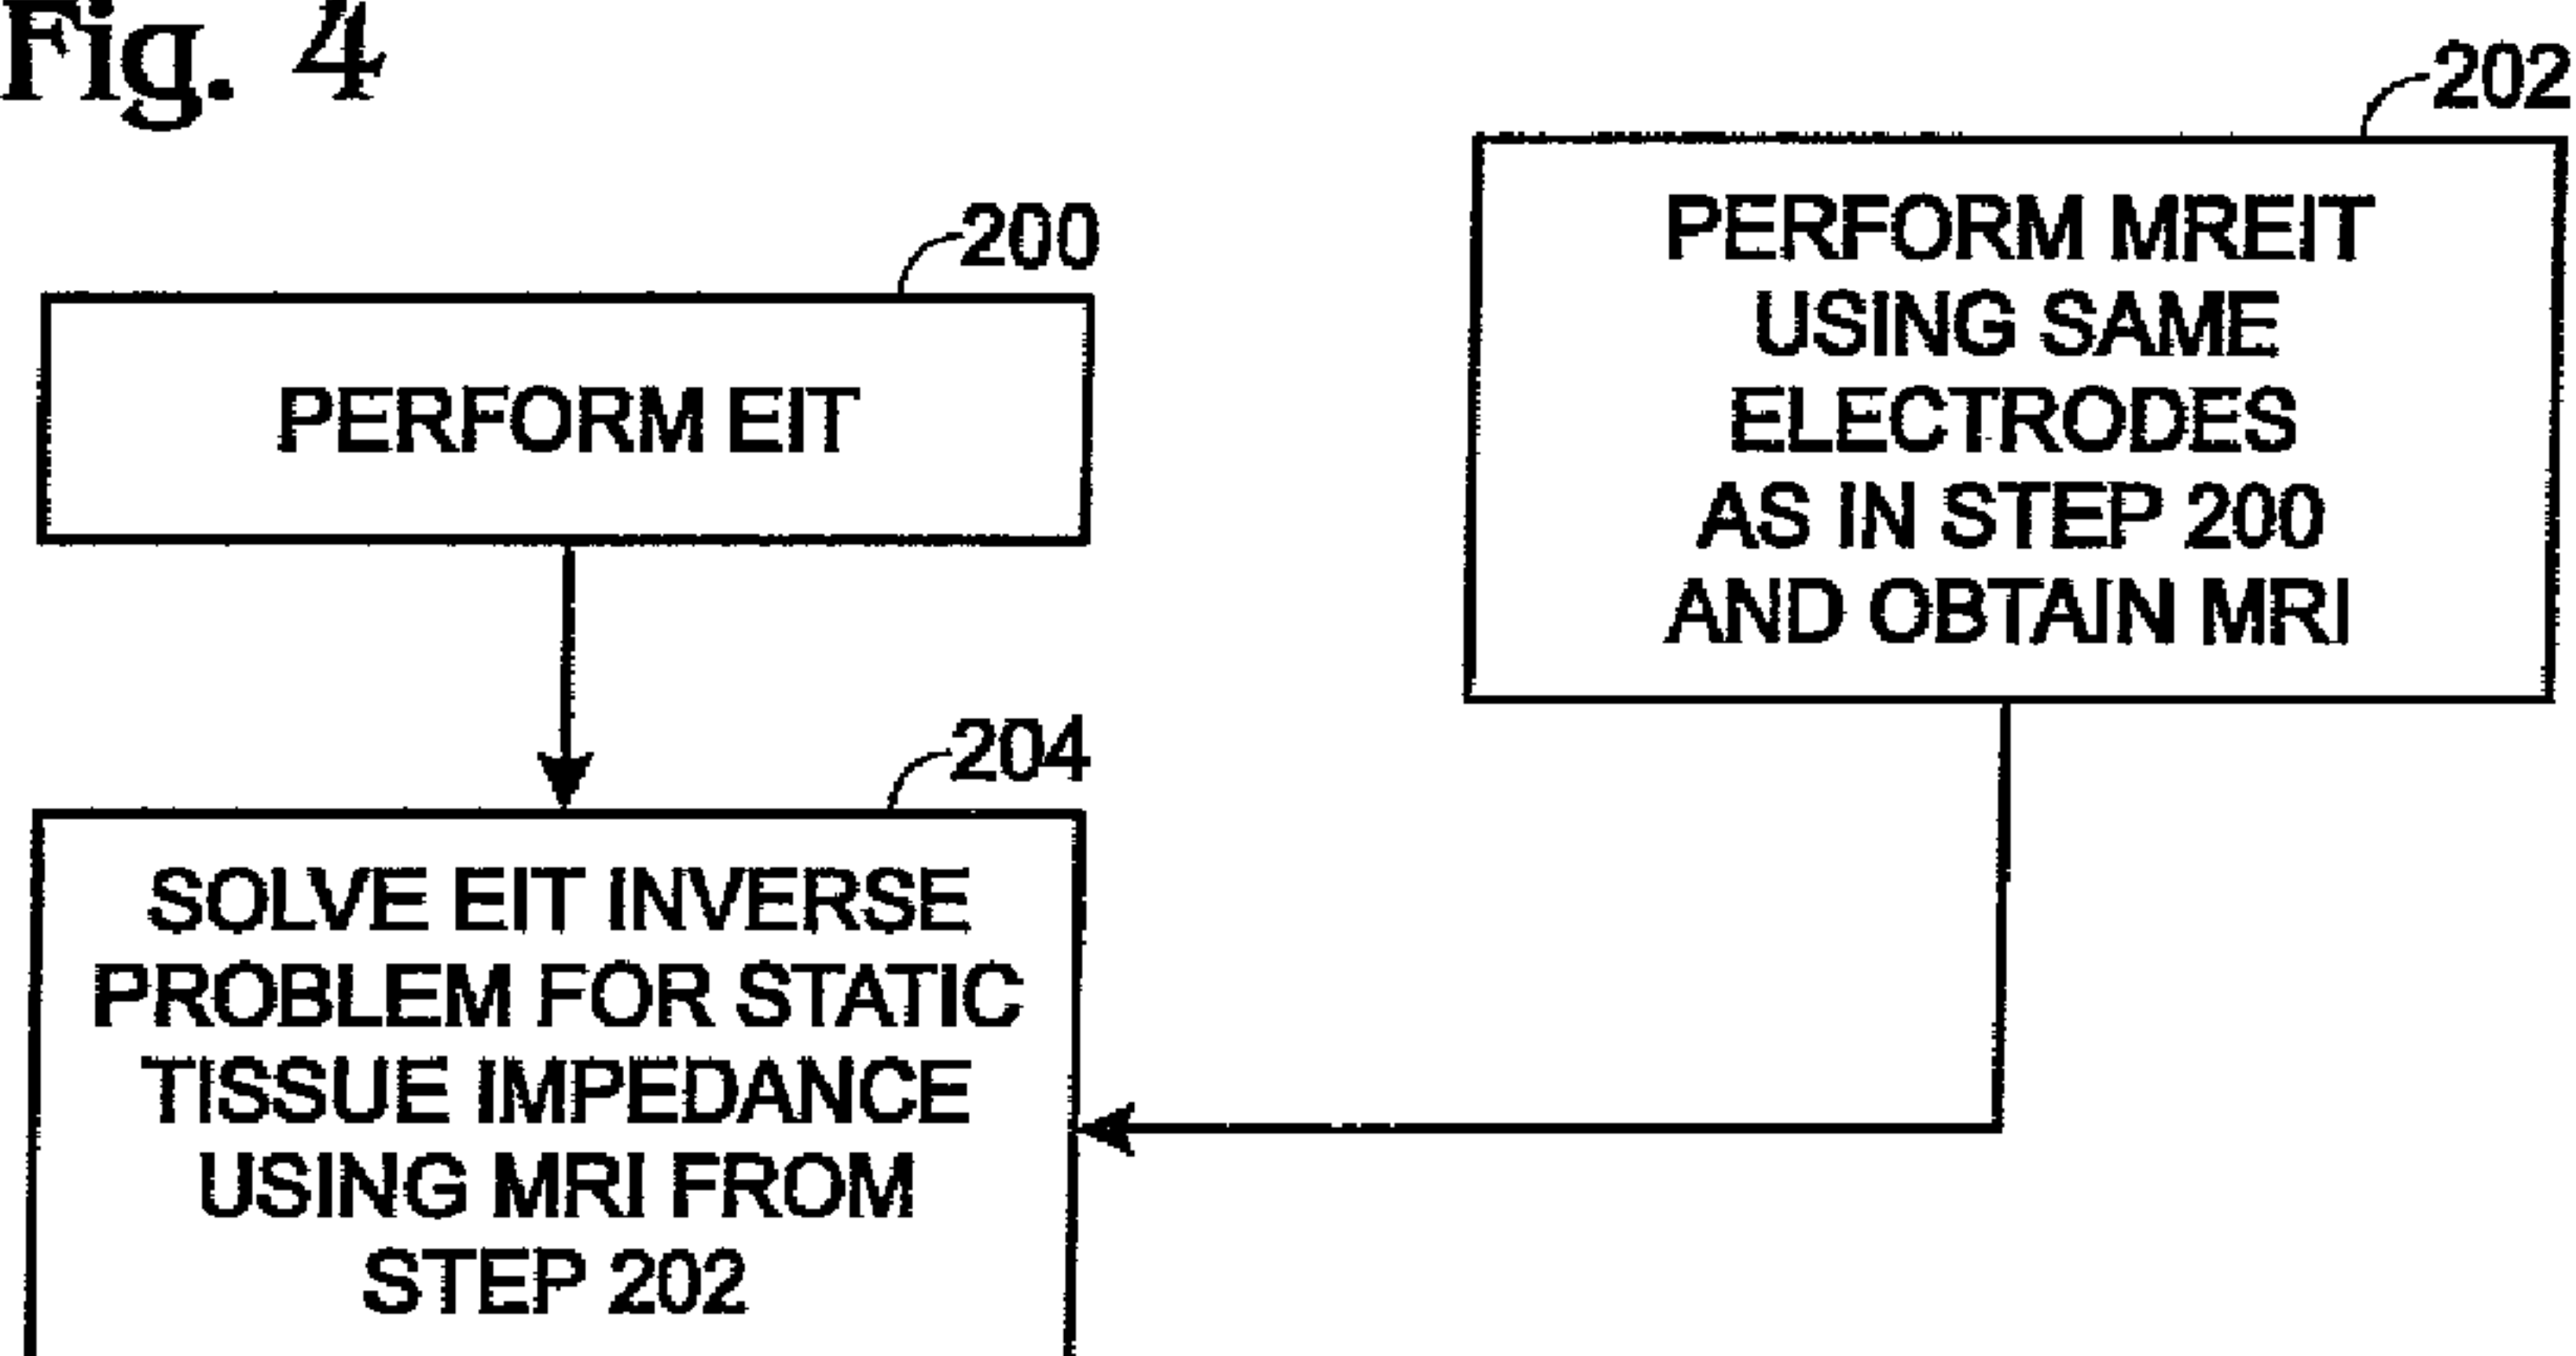 Fig. 4
202
PERFORM MREIT
USING SAME
ELECTRODES
AS IN STEP 200
AND OBTAIN MRI
200
PERFORM EIT
204
SOLVE EIT INVERSE
PROBLEM FOR STATIC
TISSUE IMPEDANCE
USING MRI FROM
STEP 202